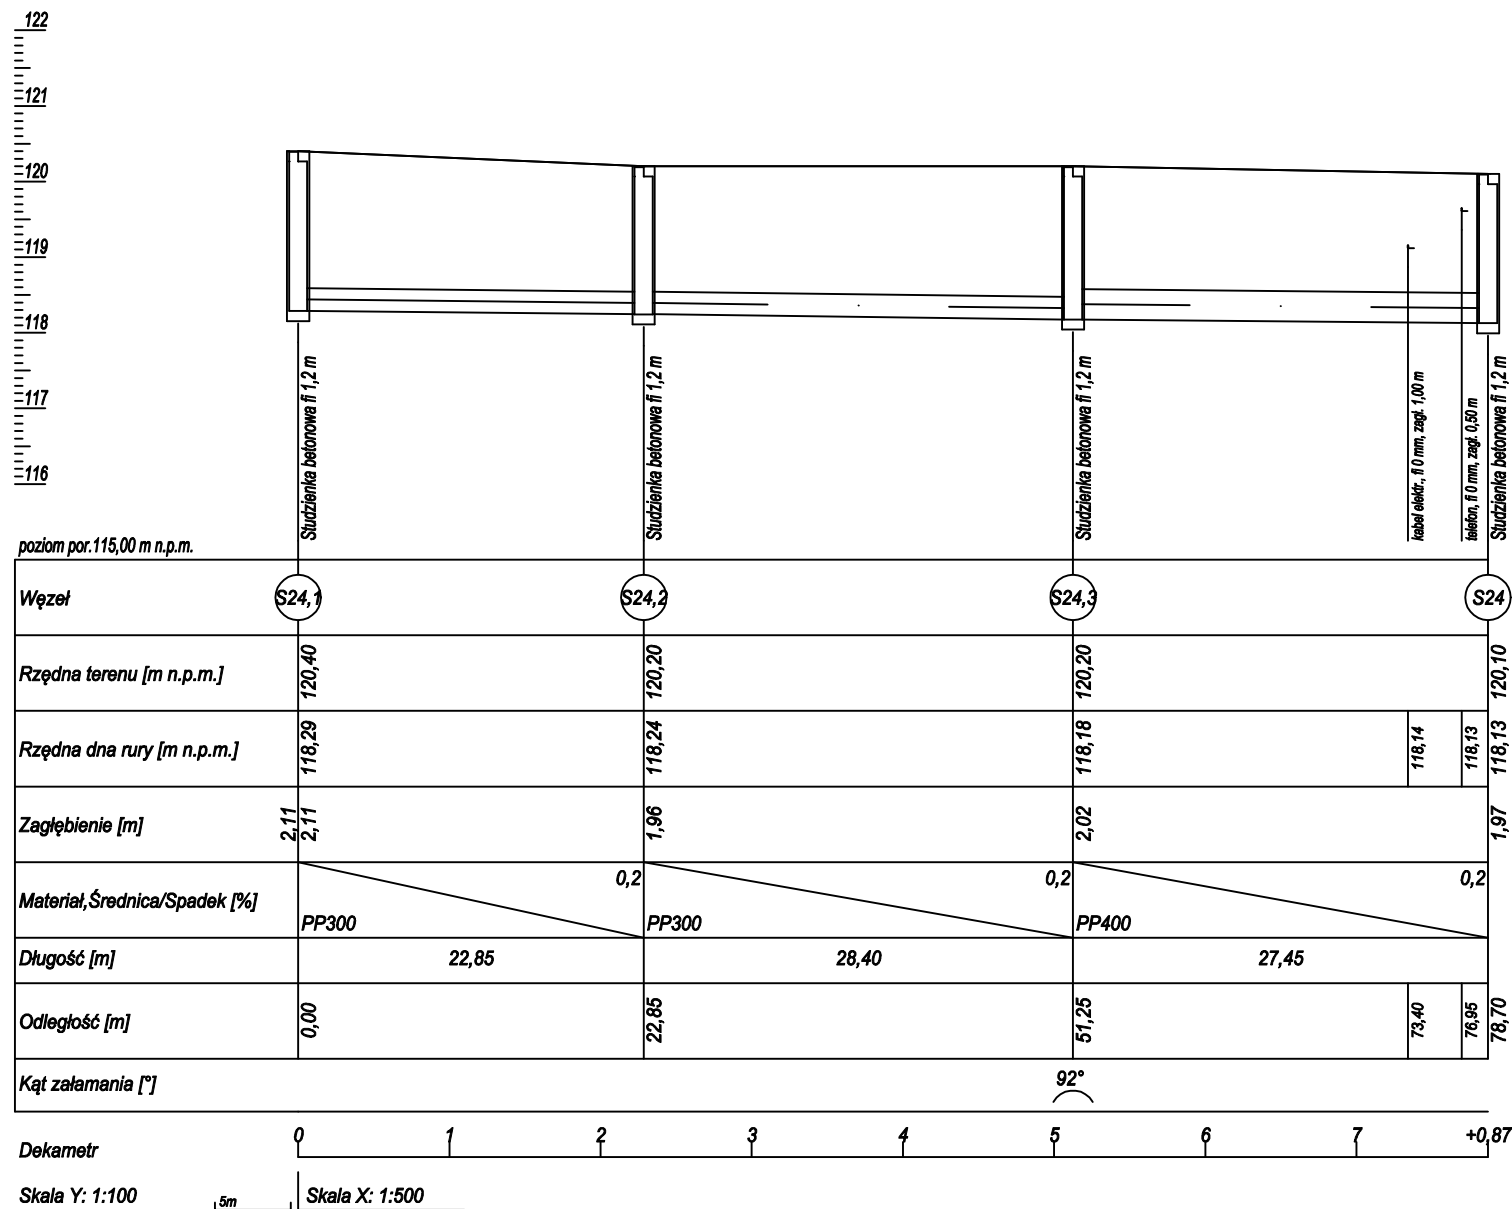 122
121
120
119
118
117
116
Studzienka betonowa fi 1,2 m
Studzienka betonowa fi 1,2 m
Studzienka betonowa fi 1,2 m
kabel elektr., fi 0 mm, zagł. 1,00 m
telefon, fi 0 mm, zagł. 0,50 m
Studzienka betonowa fi 1,2 m
poziom por.115,00 m n.p.m.
Węzeł S24,1 S24,2 S24,3 S24
Rzędna terenu [m n.p.m.] 120,40 120,20 120,20 120,10
Rzędna dna rury [m n.p.m.] 118,29 118,24 118,18 118,14 118,13 118,13
Zagłębienie [m] 2,11 2,11 1,96 2,02 1,97
Materiał,Średnica/Spadek [%] PP300 0,2 PP300 0,2 PP400 0,2
Długość [m] 22,85 28,40 27,45
Odległość [m] 0,00 22,85 51,25 73,40 76,95 78,70
Kąt załamania [°] 92°
Dekametr 0 1 2 3 4 5 6 7 +0,87
Skala Y: 1:100 5m Skala X: 1:500